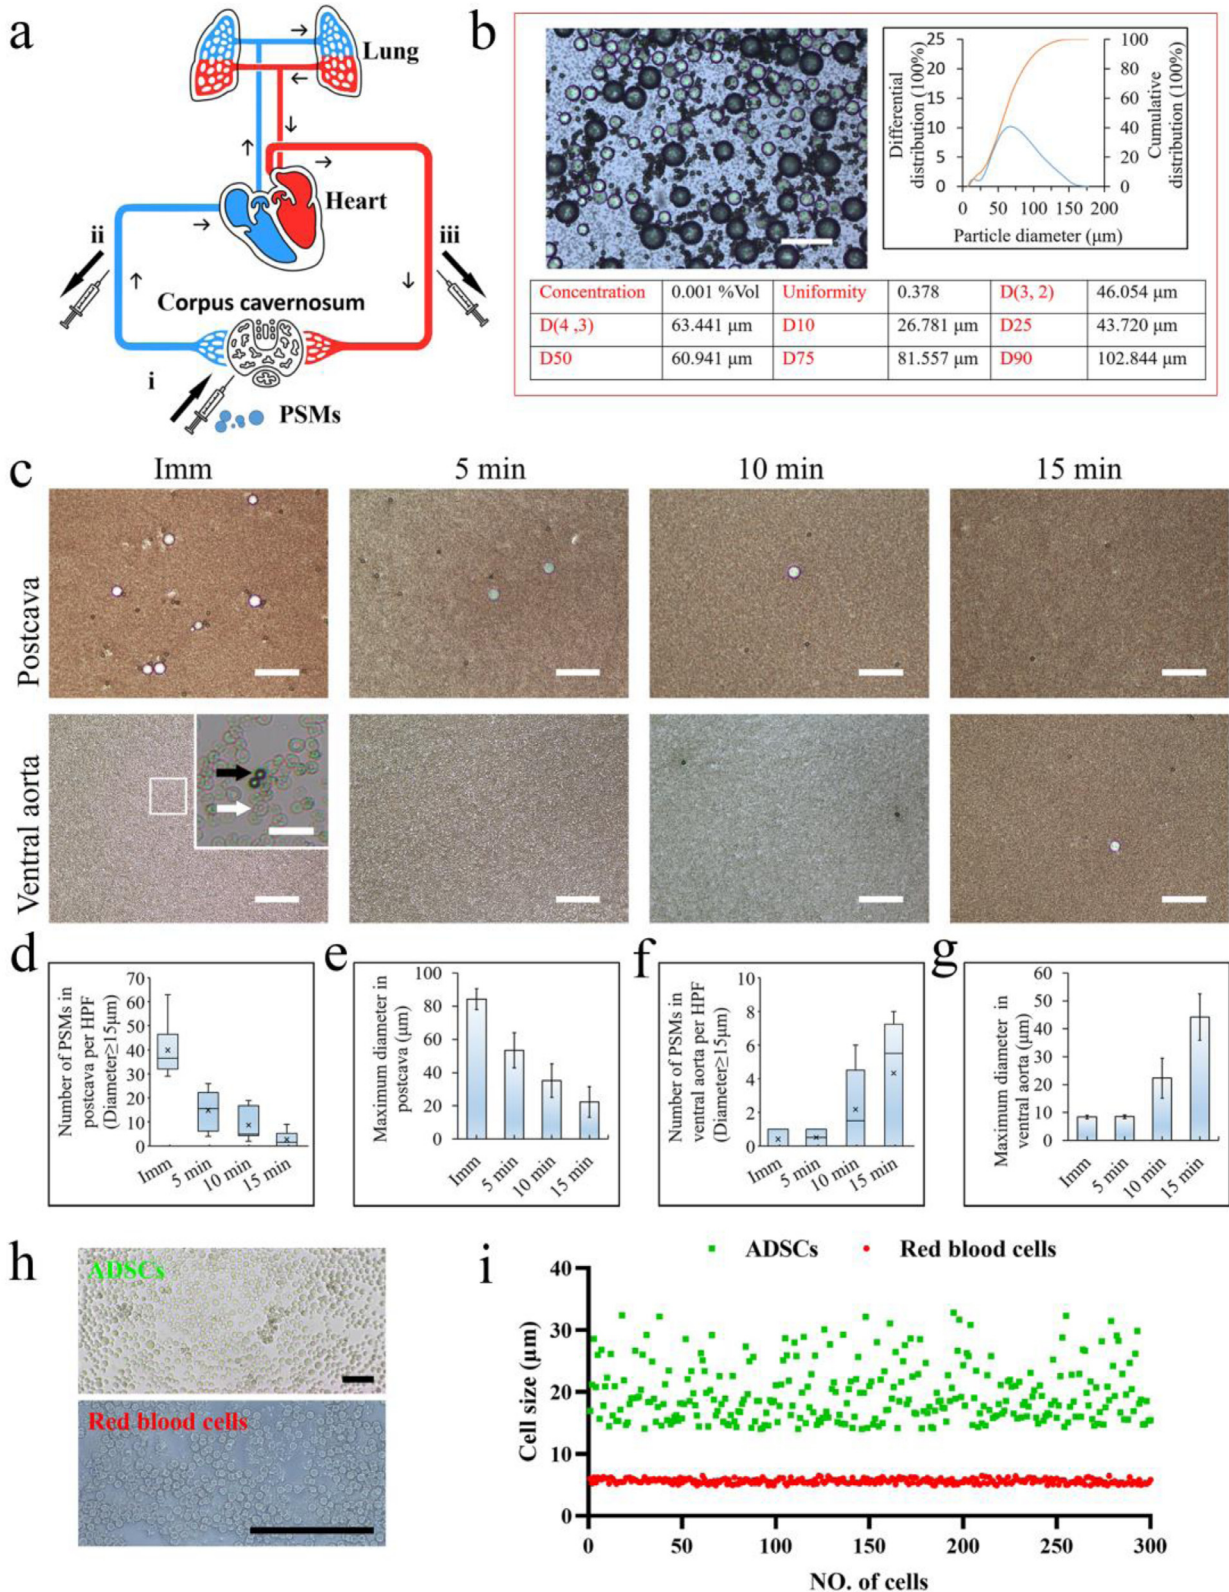 a
Lung
Heart
ii
iii
Corpus cavernosum
i
PSMs
b
Differential
distribution (100%)
25
20
15
10
5
0
100
80
60
40
20
0
Cumulative
distribution (100%)
0 50 100 150 200
Particle diameter (μm)
Concentration 0.001 %Vol Uniformity 0.378 D(3, 2) 46.054 μm
D(4 ,3) 63.441 μm D10 26.781 μm D25 43.720 μm
D50 60.941 μm D75 81.557 μm D90 102.844 μm
c
Imm 5 min 10 min 15 min
Postcava
Ventral aorta
d
Number of PSMs in
postcava per HPF
(Diameter≥15μm)
70
60
50
40
30
20
10
0
Imm 5 min 10 min 15 min
e
Maximum diameter in
postcava (μm)
100
80
60
40
20
0
Imm 5 min 10 min 15 min
f
Number of PSMs in
ventral aorta per HPF
(Diameter≥15μm)
10
8
6
4
2
0
Imm 5 min 10 min 15 min
g
Maximum diameter in
ventral aorta (μm)
60
50
40
30
20
10
0
Imm 5 min 10 min 15 min
h
ADSCs
Red blood cells
i
ADSCs Red blood cells
Cell size (μm)
40
30
20
10
0
0 50 100 150 200 250 300
NO. of cells